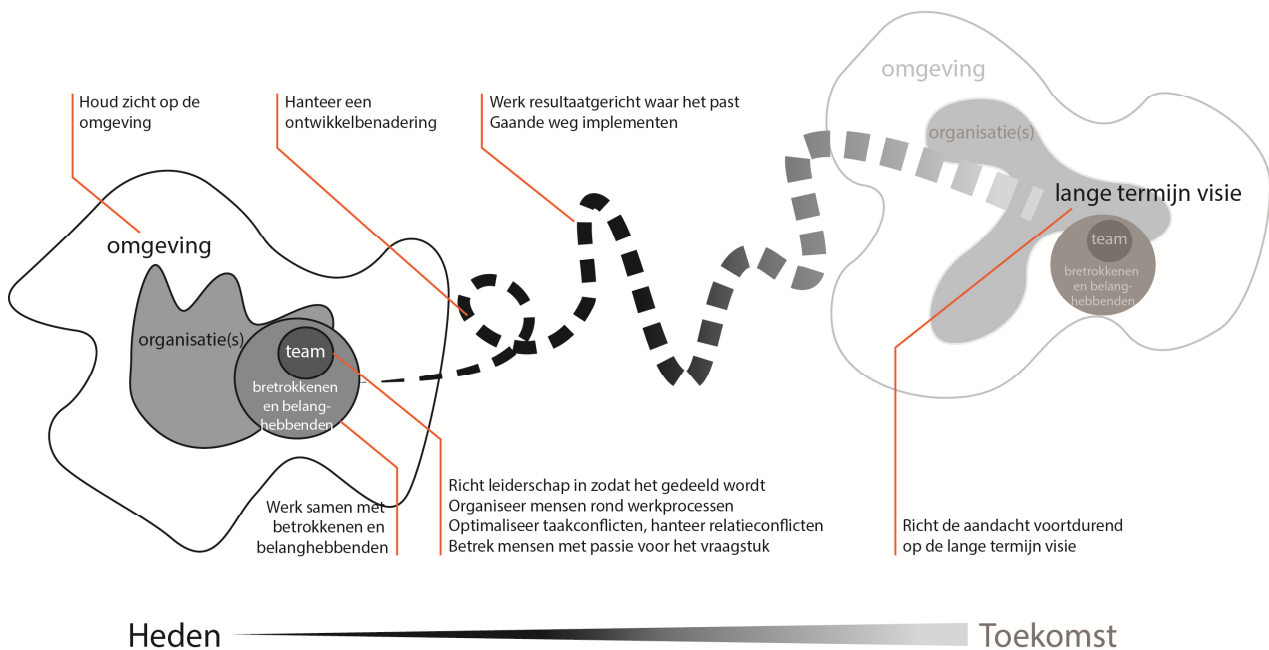 Houd zicht op de
omgeving
Hanteer een
ontwikkelbenadering
Werk resultaatgericht waar het past
Gaande weg implementen
omgeving
organisatie(s)
team
bretrokkenen
en belang-
hebbenden
omgeving
organisatie(s)
lange termijn visie
team
bretrokkenen
en belang-
hebbenden
Werk samen met
betrokkenen en
belanghebbenden
Richt leiderschap in zodat het gedeeld wordt
Organiseer mensen rond werkprocessen
Optimaliseer taakconflicten, hanteer relatieconflicten
Betrek mensen met passie voor het vraagstuk
Richt de aandacht voortdurend
op de lange termijn visie
Heden
Toekomst